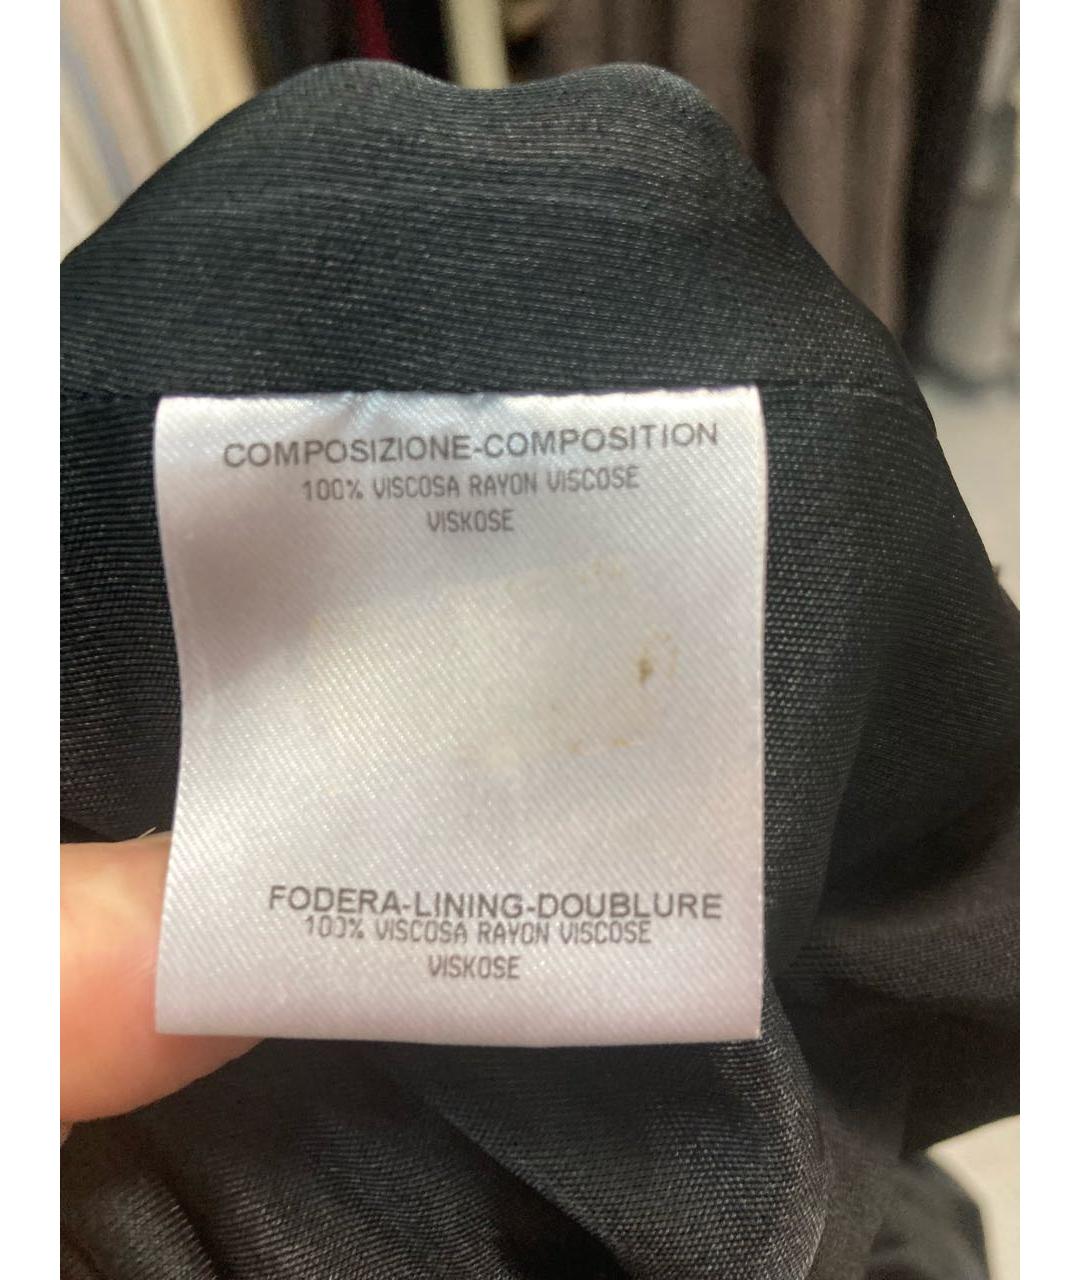 COMPOSIZIONE-COMPOSITION
100% VISCOSA RAYON VISCOSE
VISKOSE
FODERA-LINING-DOUBLURE
100% VISCOSA RAYON VISCOSE
VISKOSE